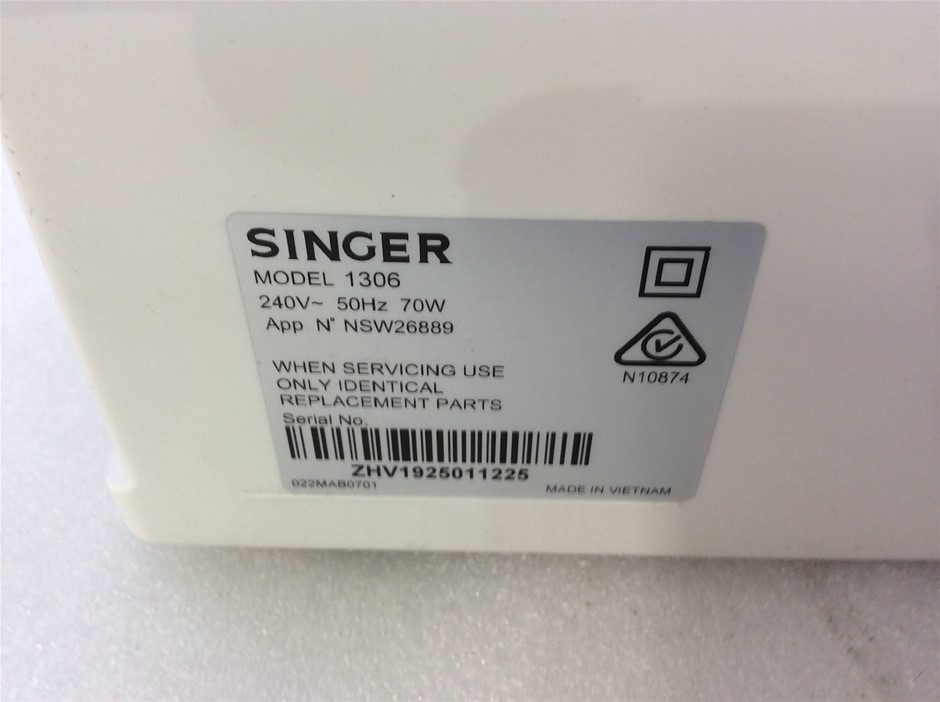 SINGER
MODEL 1306
240V~ 50Hz 70W
App N° NSW26889
N10874
WHEN SERVICING USE
ONLY IDENTICAL
REPLACEMENT PARTS
Serial No.
ZHV1925011225
022MAB0701
MADE IN VIETNAM